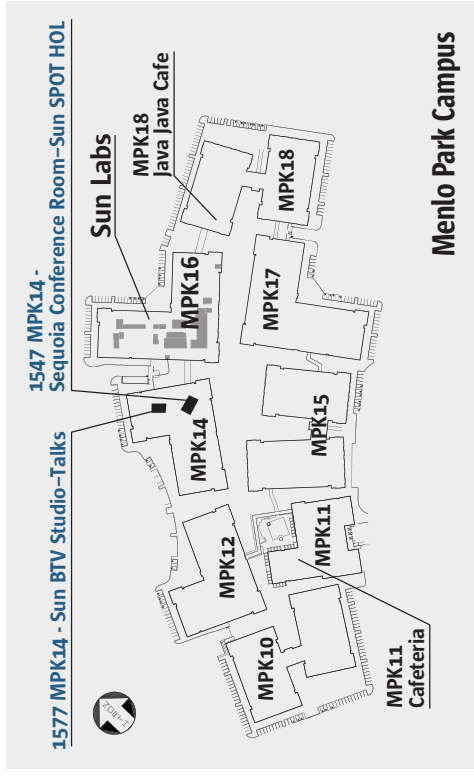 1577 MPK14 - Sun BTV Studio–Talks
1547 MPK14 -
Sequoia Conference Room–Sun SPOT HOL
Sun Labs
MPK18
Java Java Cafe
NORTH
MPK10
MPK12
MPK14
MPK16
MPK18
MPK17
MPK15
MPK11
MPK11
Cafeteria
Menlo Park Campus